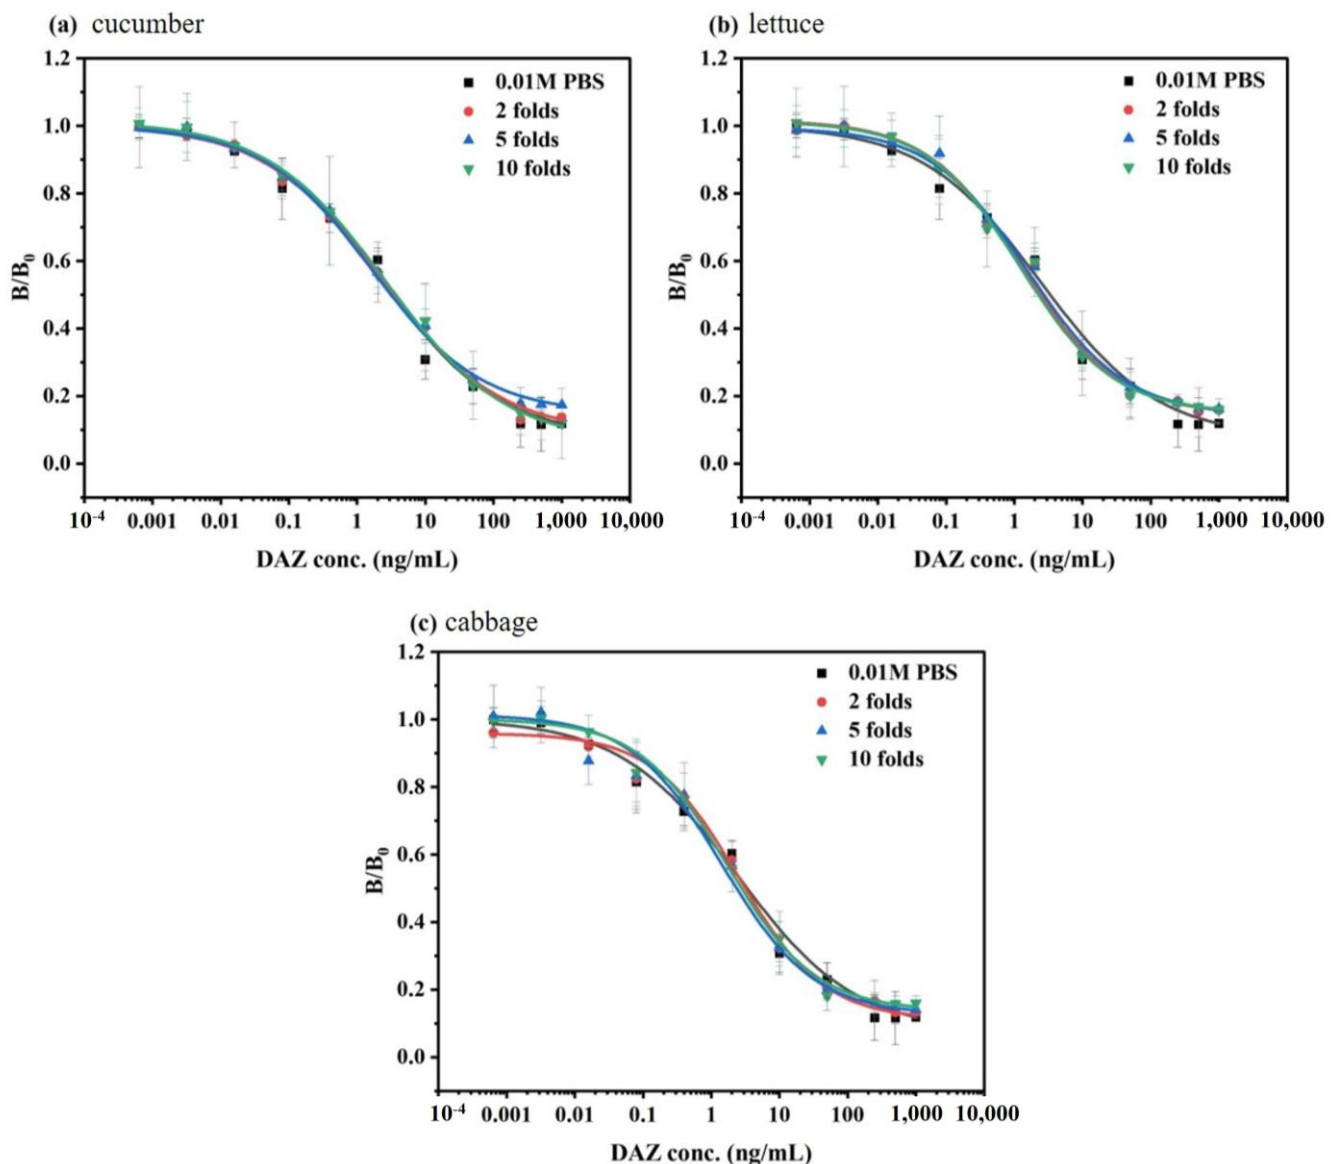 (a) cucumber
1.2
1.0
0.8
0.6
0.4
0.2
0.0
B/B₀
0.01M PBS
2 folds
5 folds
10 folds
10⁻⁴ 0.001 0.01 0.1 1 10 100 1,000 10,000
DAZ conc. (ng/mL)
(b) lettuce
1.2
1.0
0.8
0.6
0.4
0.2
0.0
B/B₀
0.01M PBS
2 folds
5 folds
10 folds
10⁻⁴ 0.001 0.01 0.1 1 10 100 1,000 10,000
DAZ conc. (ng/mL)
(c) cabbage
1.2
1.0
0.8
0.6
0.4
0.2
0.0
B/B₀
0.01M PBS
2 folds
5 folds
10 folds
10⁻⁴ 0.001 0.01 0.1 1 10 100 1,000 10,000
DAZ conc. (ng/mL)